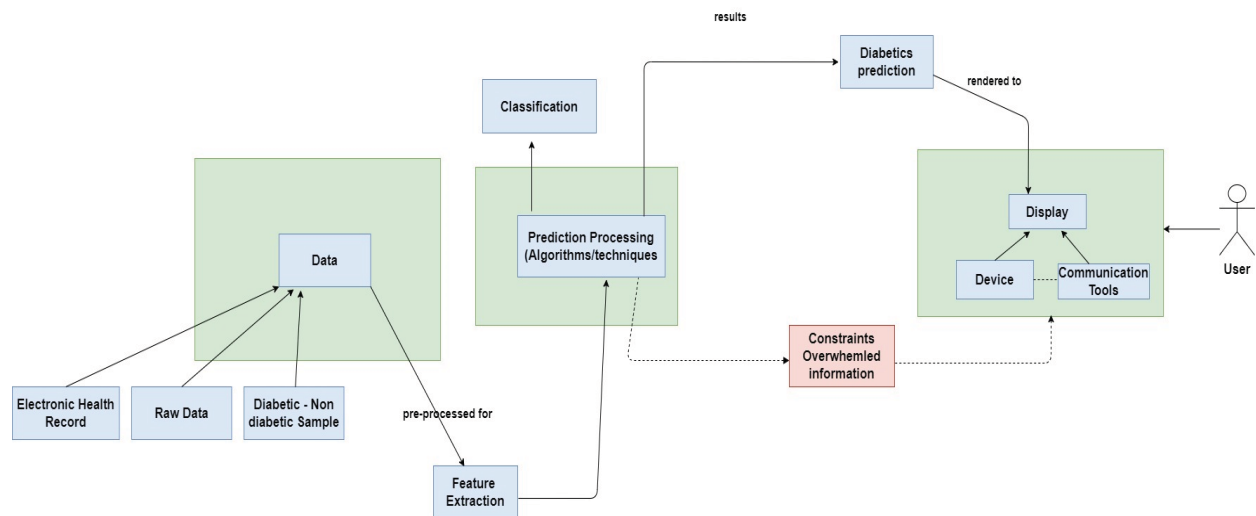 results
Diabetics
prediction
rendered to
Classification
Prediction Processing
(Algorithms/techniques
Data
Display
Device
Communication
Tools
User
Constraints
Overwhemled
information
Electronic Health
Record
Raw Data
Diabetic - Non
diabetic Sample
pre-processed for
Feature
Extraction